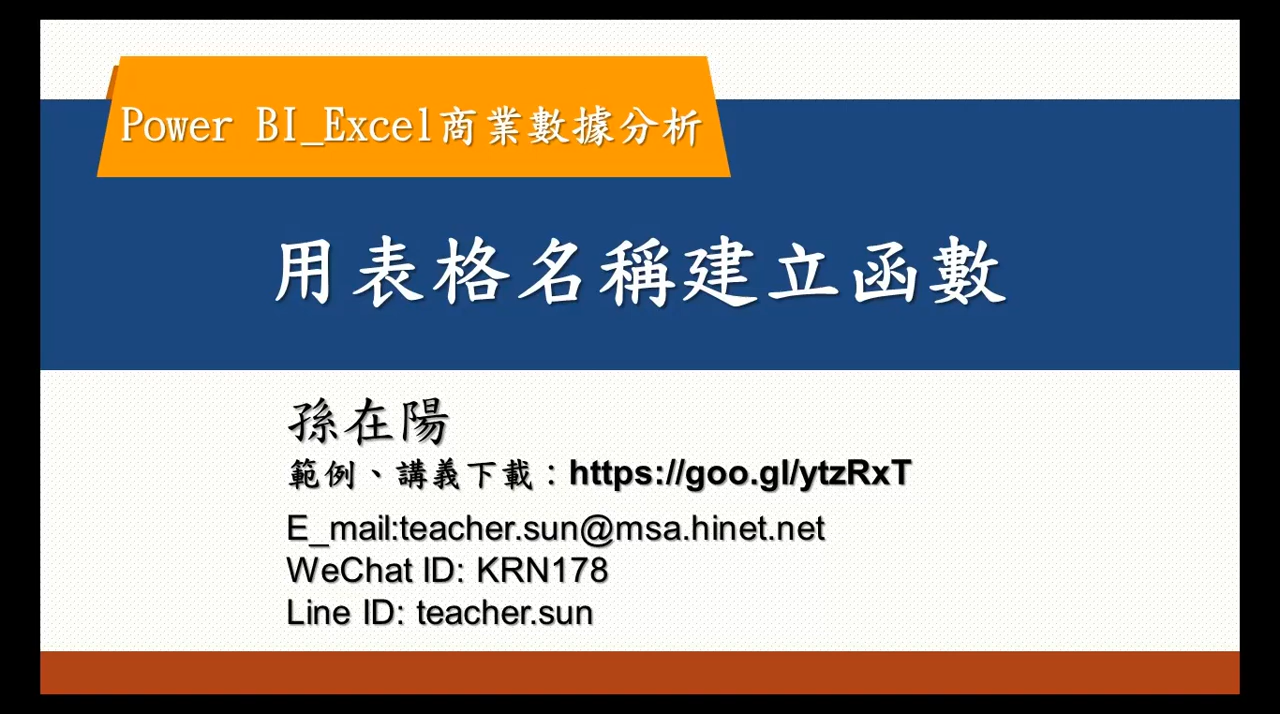 Power BI_Excel商業數據分析
用表格名稱建立函數
孫在陽
範例、講義下載：https://goo.gl/ytzRxT
E_mail:teacher.sun@msa.hinet.net
WeChat ID: KRN178
Line ID: teacher.sun